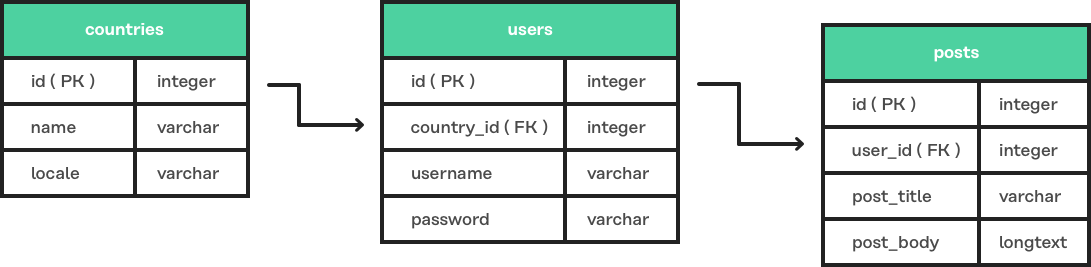 countries
id ( PK ) integer
name varchar
locale varchar
users
id ( PK ) integer
country_id ( FK ) integer
username varchar
password varchar
posts
id ( PK ) integer
user_id ( FK ) integer
post_title varchar
post_body longtext